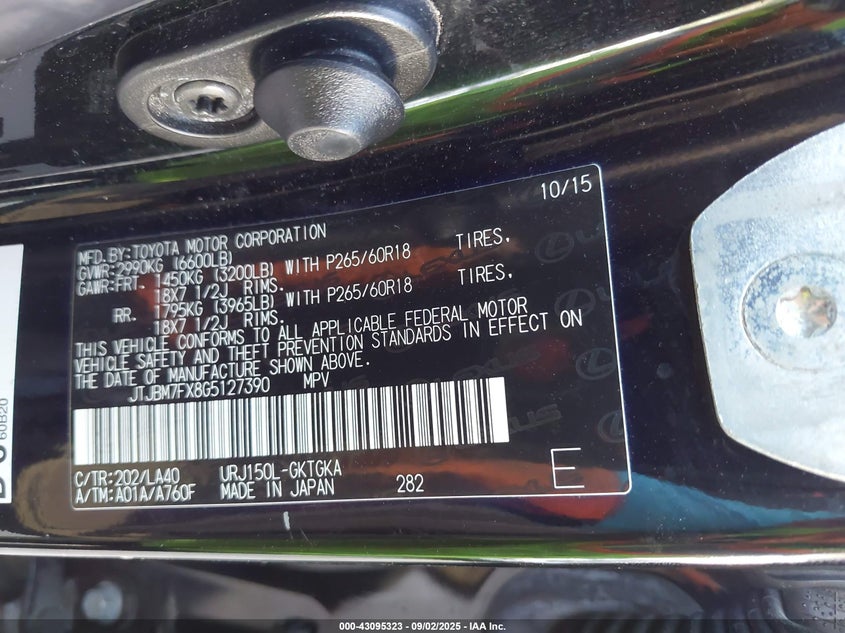 10/15
MFD.BY:TOYOTA MOTOR CORPORATION
GVWR:2990KG (6600LB)
GAWR:FRT. 1450KG (3200LB) WITH P265/60R18 TIRES,
18X7 1/2J RIMS.
RR. 1795KG (3965LB) WITH P265/60R18 TIRES,
18X7 1/2J RIMS.
THIS VEHICLE CONFORMS TO ALL APPLICABLE FEDERAL MOTOR
VEHICLE SAFETY AND THEFT PREVENTION STANDARDS IN EFFECT ON
THE DATE OF MANUFACTURE SHOWN ABOVE.
JTJBM7FX8G5127390 MPV
C/TR:202/LA40 URJ150L-GKTGKA
A/TM:A01A/A760F MADE IN JAPAN 282 E
60B20
000-43095323 - 09/02/2025 - IAA Inc.